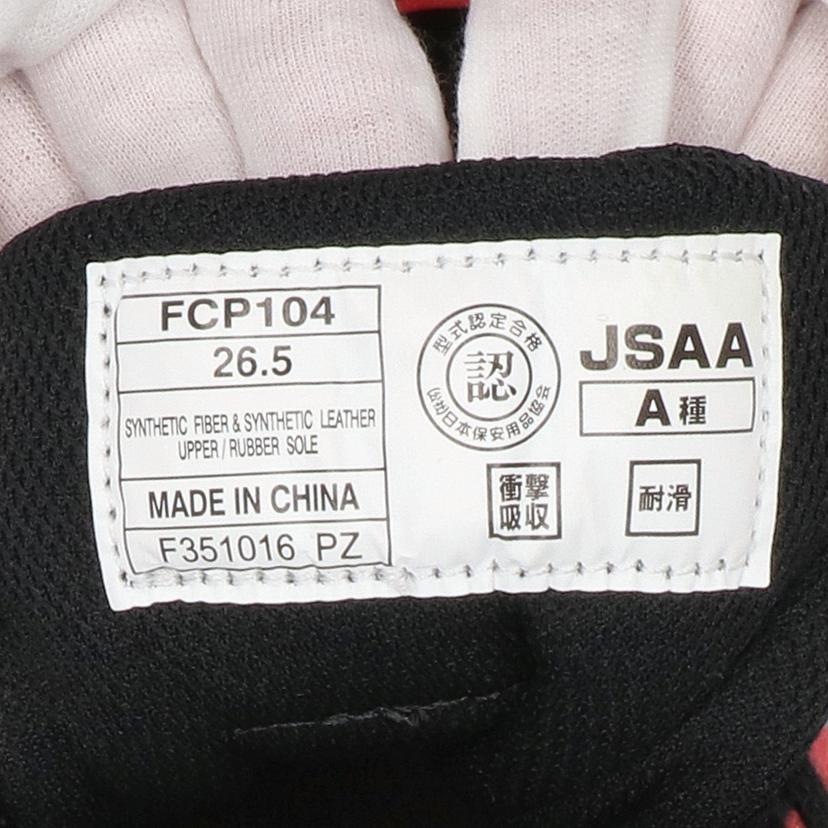 FCP104
26.5
SYNTHETIC FIBER & SYNTHETIC LEATHER
UPPER / RUBBER SOLE
MADE IN CHINA
F351016 PZ
型式認定合格
認
(公社)日本保安用品協会
JSAA
A種
衝撃
吸収
耐滑